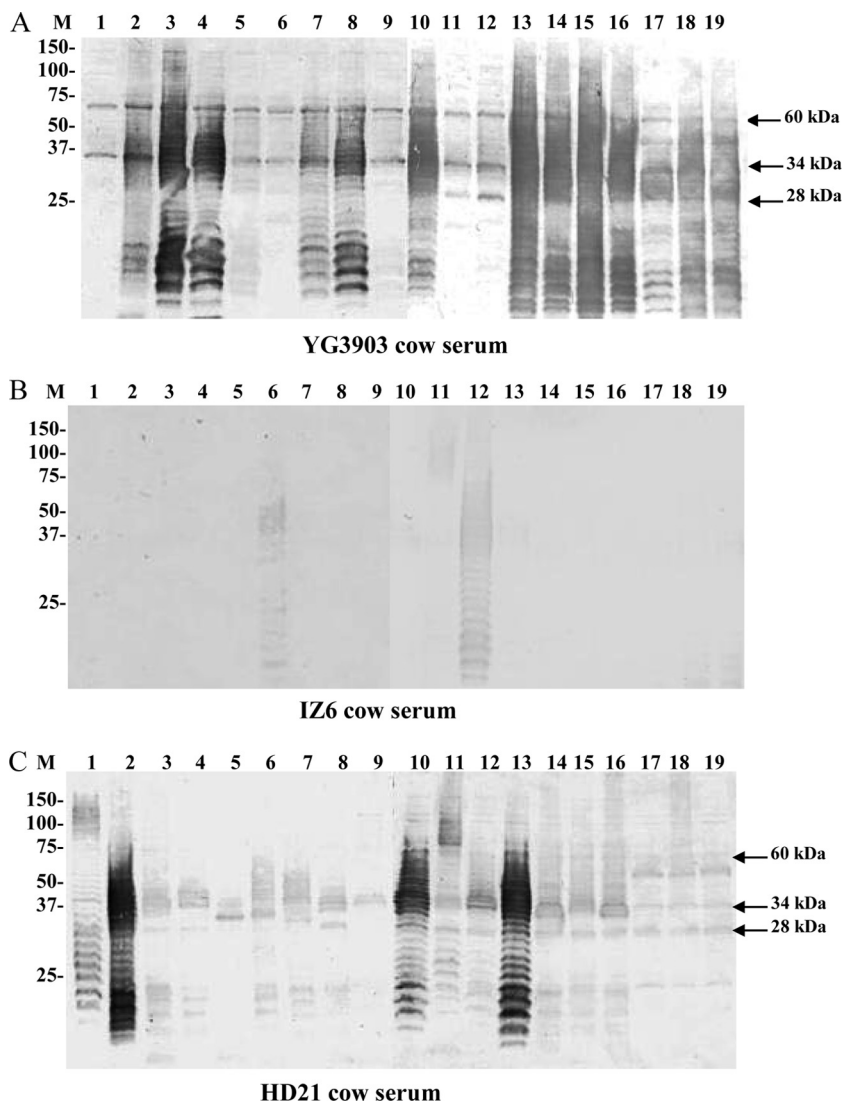 A M 1 2 3 4 5 6 7 8 9 10 11 12 13 14 15 16 17 18 19
150-
100-
75-
50-
37-
25-
60 kDa
34 kDa
28 kDa
YG3903 cow serum
B M 1 2 3 4 5 6 7 8 9 10 11 12 13 14 15 16 17 18 19
150-
100-
75-
50-
37-
25-
IZ6 cow serum
C M 1 2 3 4 5 6 7 8 9 10 11 12 13 14 15 16 17 18 19
150-
100-
75-
50-
37-
25-
60 kDa
34 kDa
28 kDa
HD21 cow serum